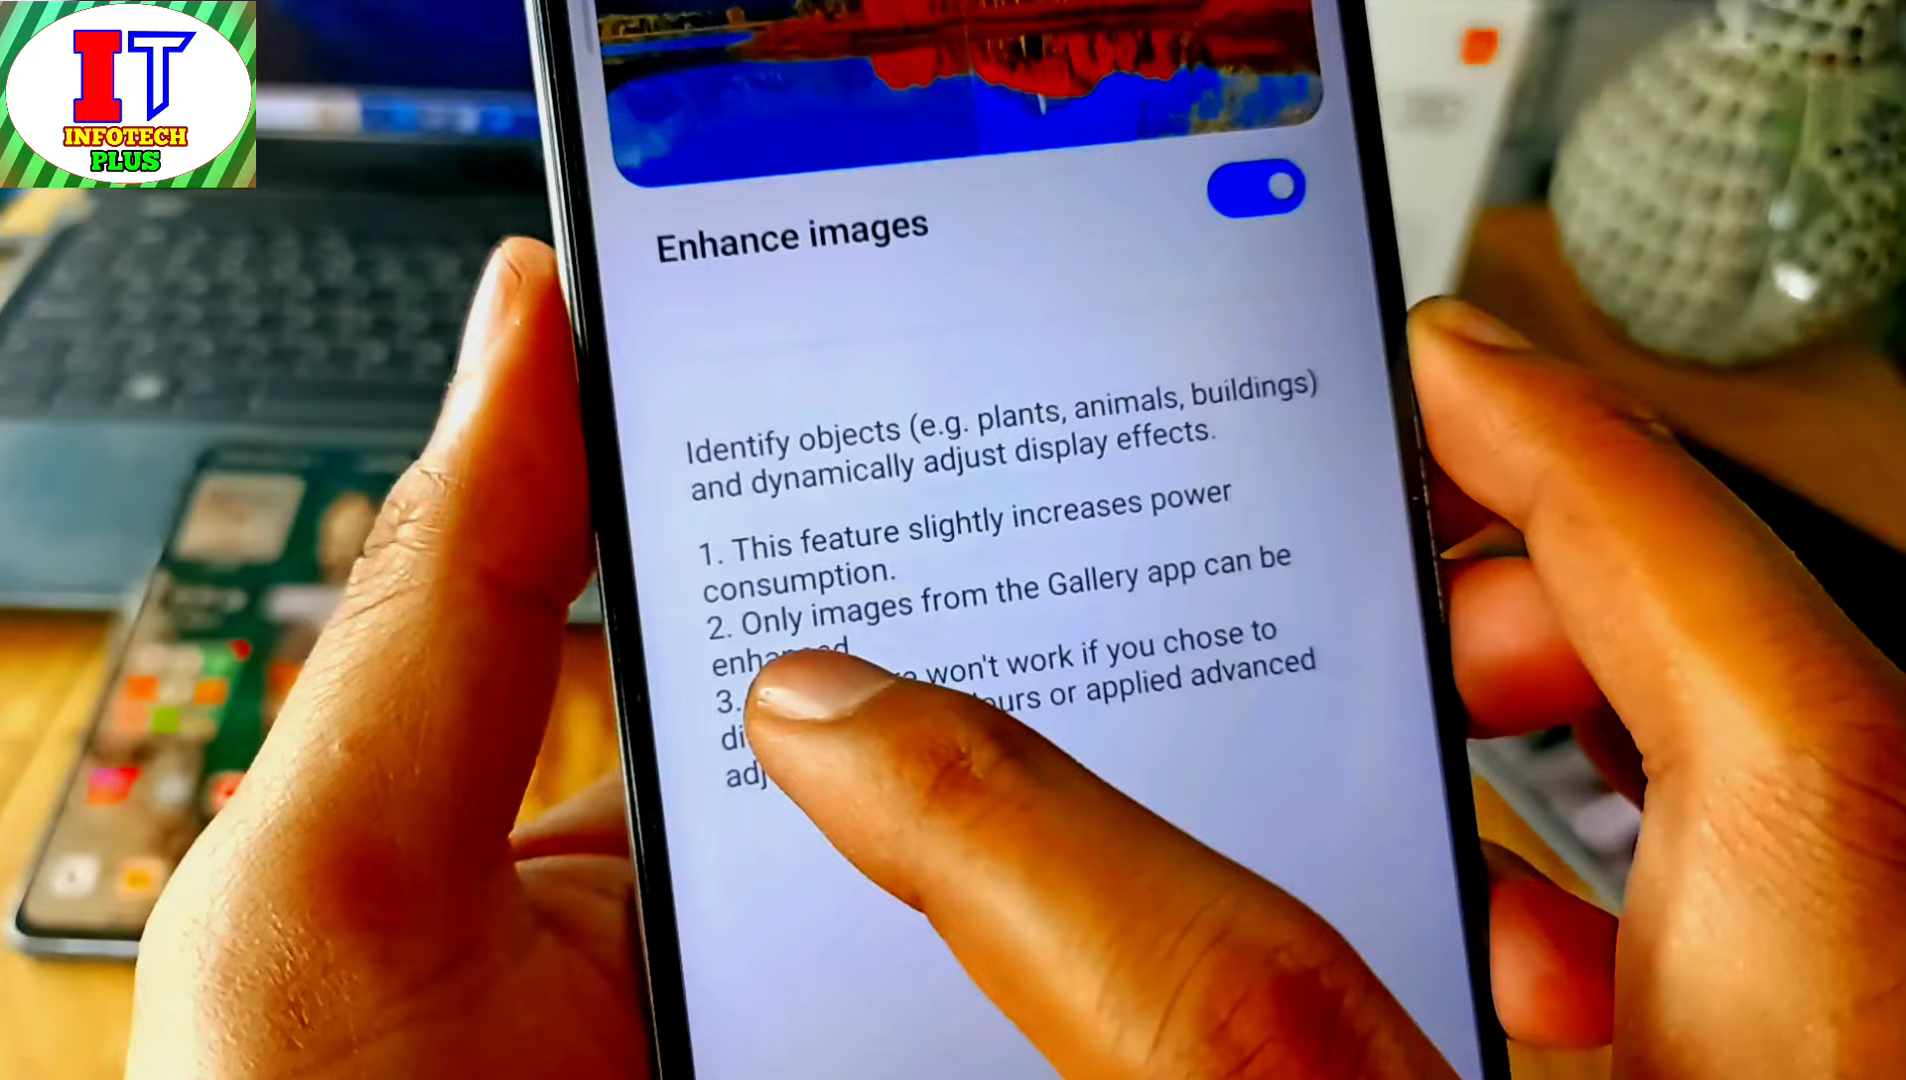 IT
INFOTECH
PLUS
Enhance images
Identify objects (e.g. plants, animals, buildings)
and dynamically adjust display effects.
1. This feature slightly increases power
consumption.
2. Only images from the Gallery app can be
enhanced
3. won't work if you chose to
or applied advanced